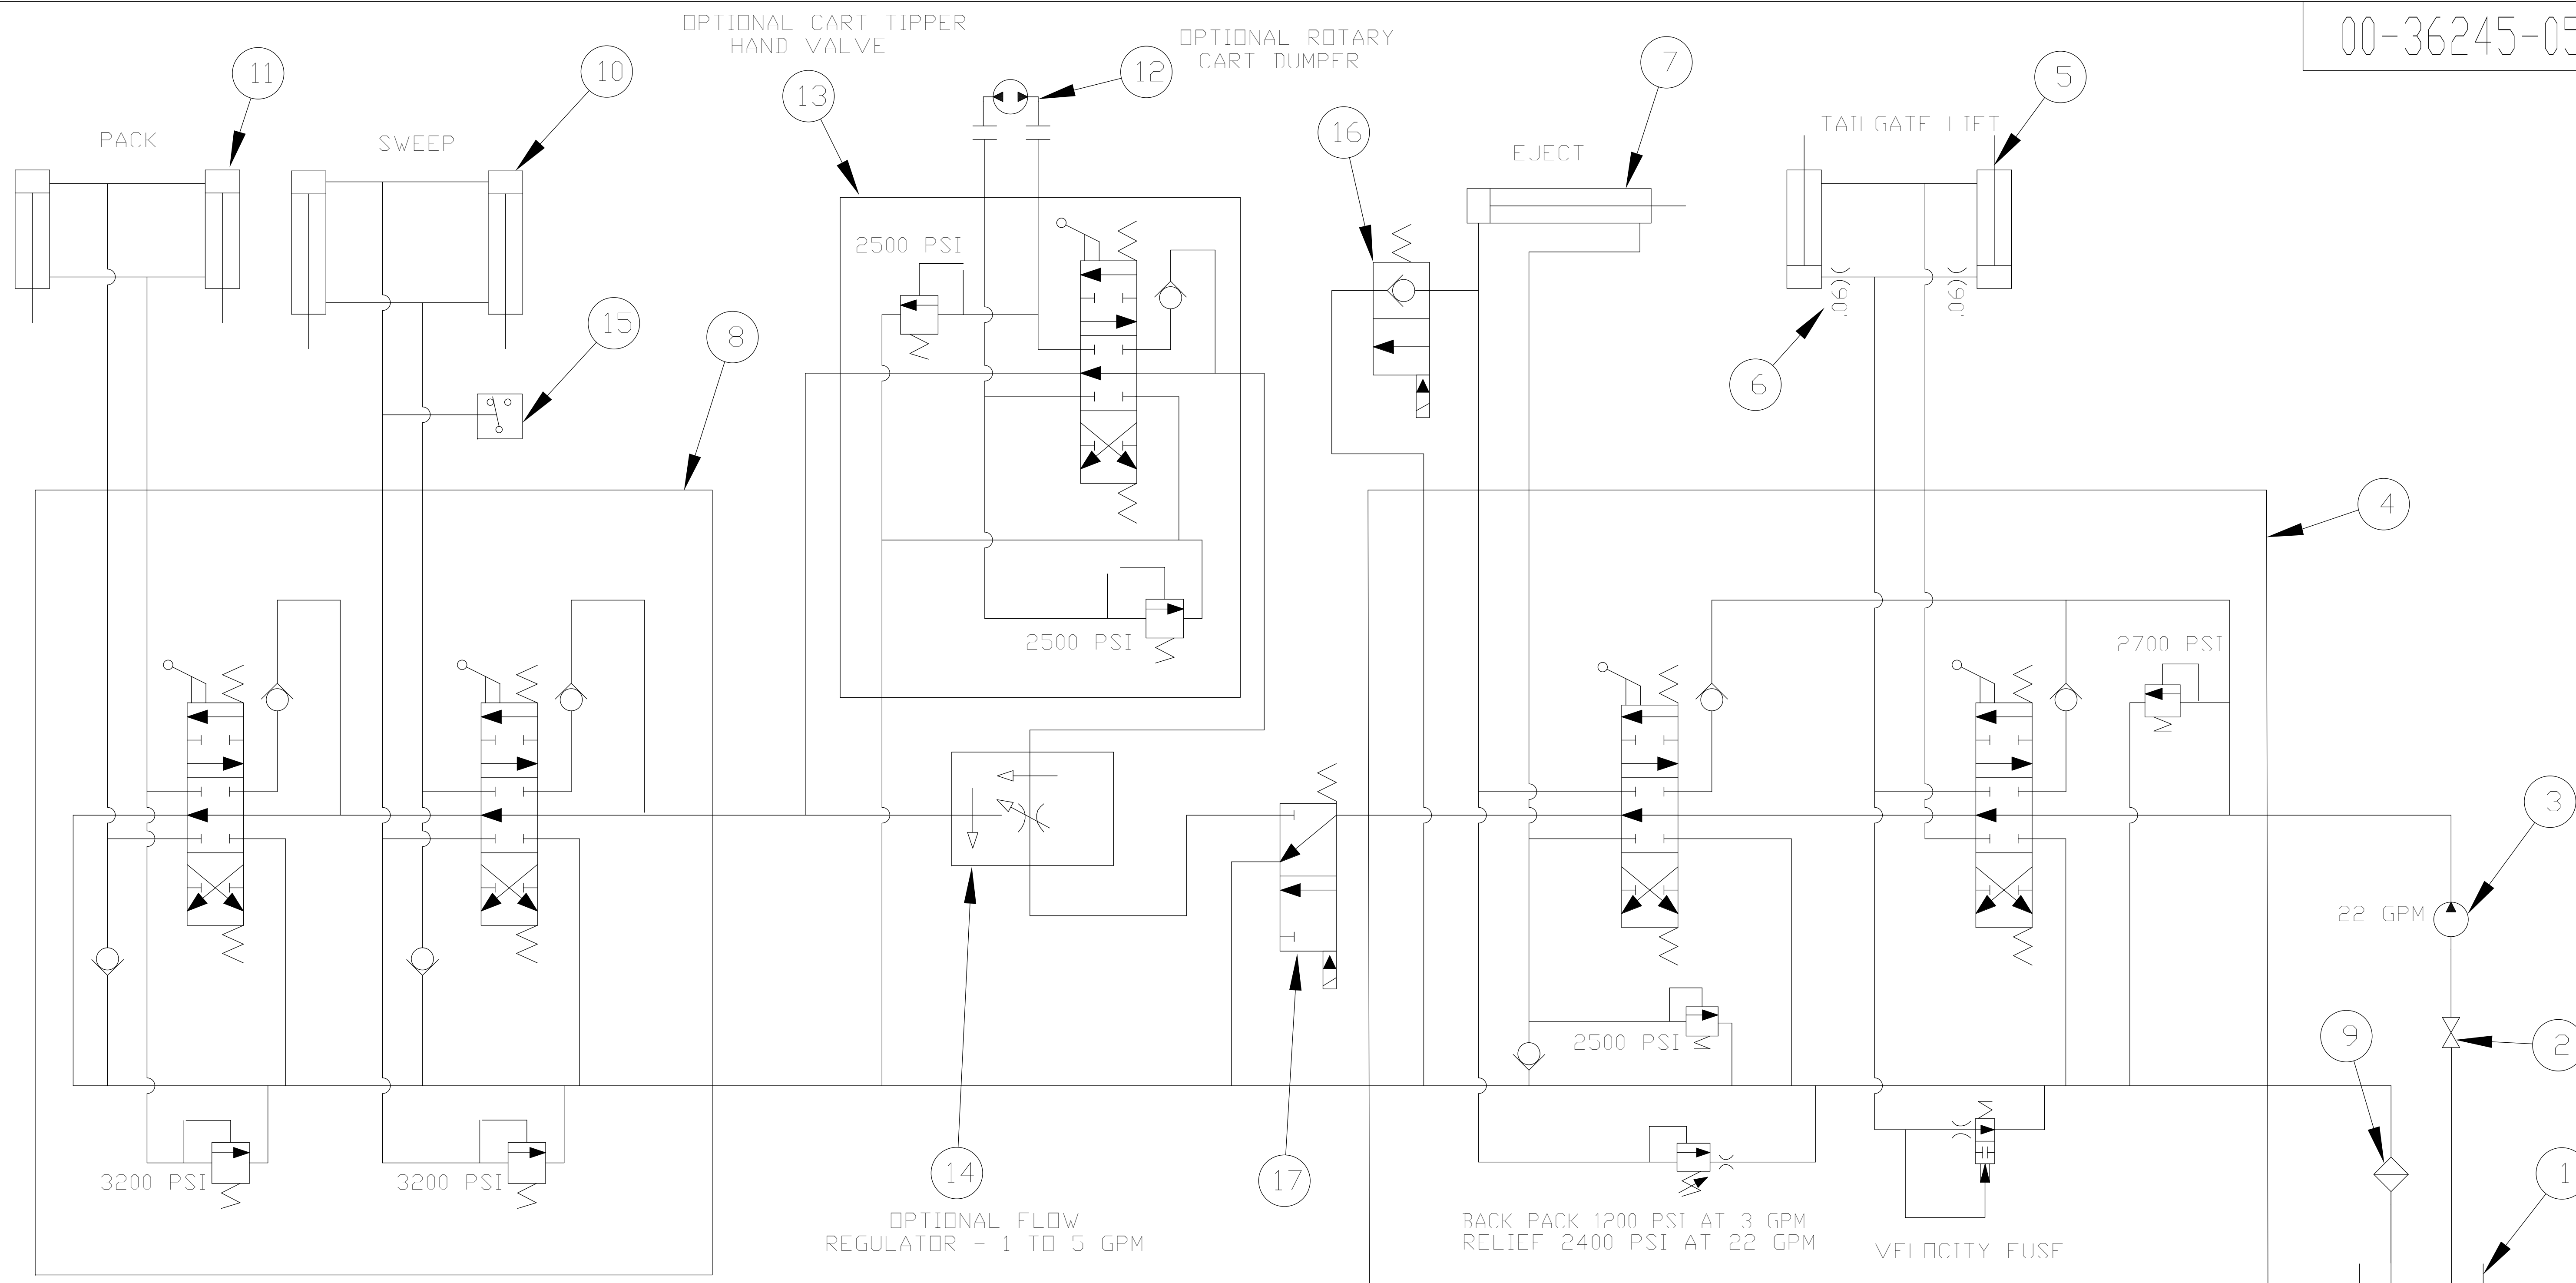 00-36245-05
OPTIONAL CART TIPPER
HAND VALVE
OPTIONAL ROTARY
CART DUMPER
11
10
13
12
16
7
5
PACK
SWEEP
EJECT
TAILGATE LIFT
2500 PSI
.06
.06
15
8
6
4
2500 PSI
2700 PSI
3
22 GPM
9
2
2500 PSI
3200 PSI
3200 PSI
14
17
1
OPTIONAL FLOW
REGULATOR - 1 TO 5 GPM
BACK PACK 1200 PSI AT 3 GPM
RELIEF 2400 PSI AT 22 GPM
VELOCITY FUSE